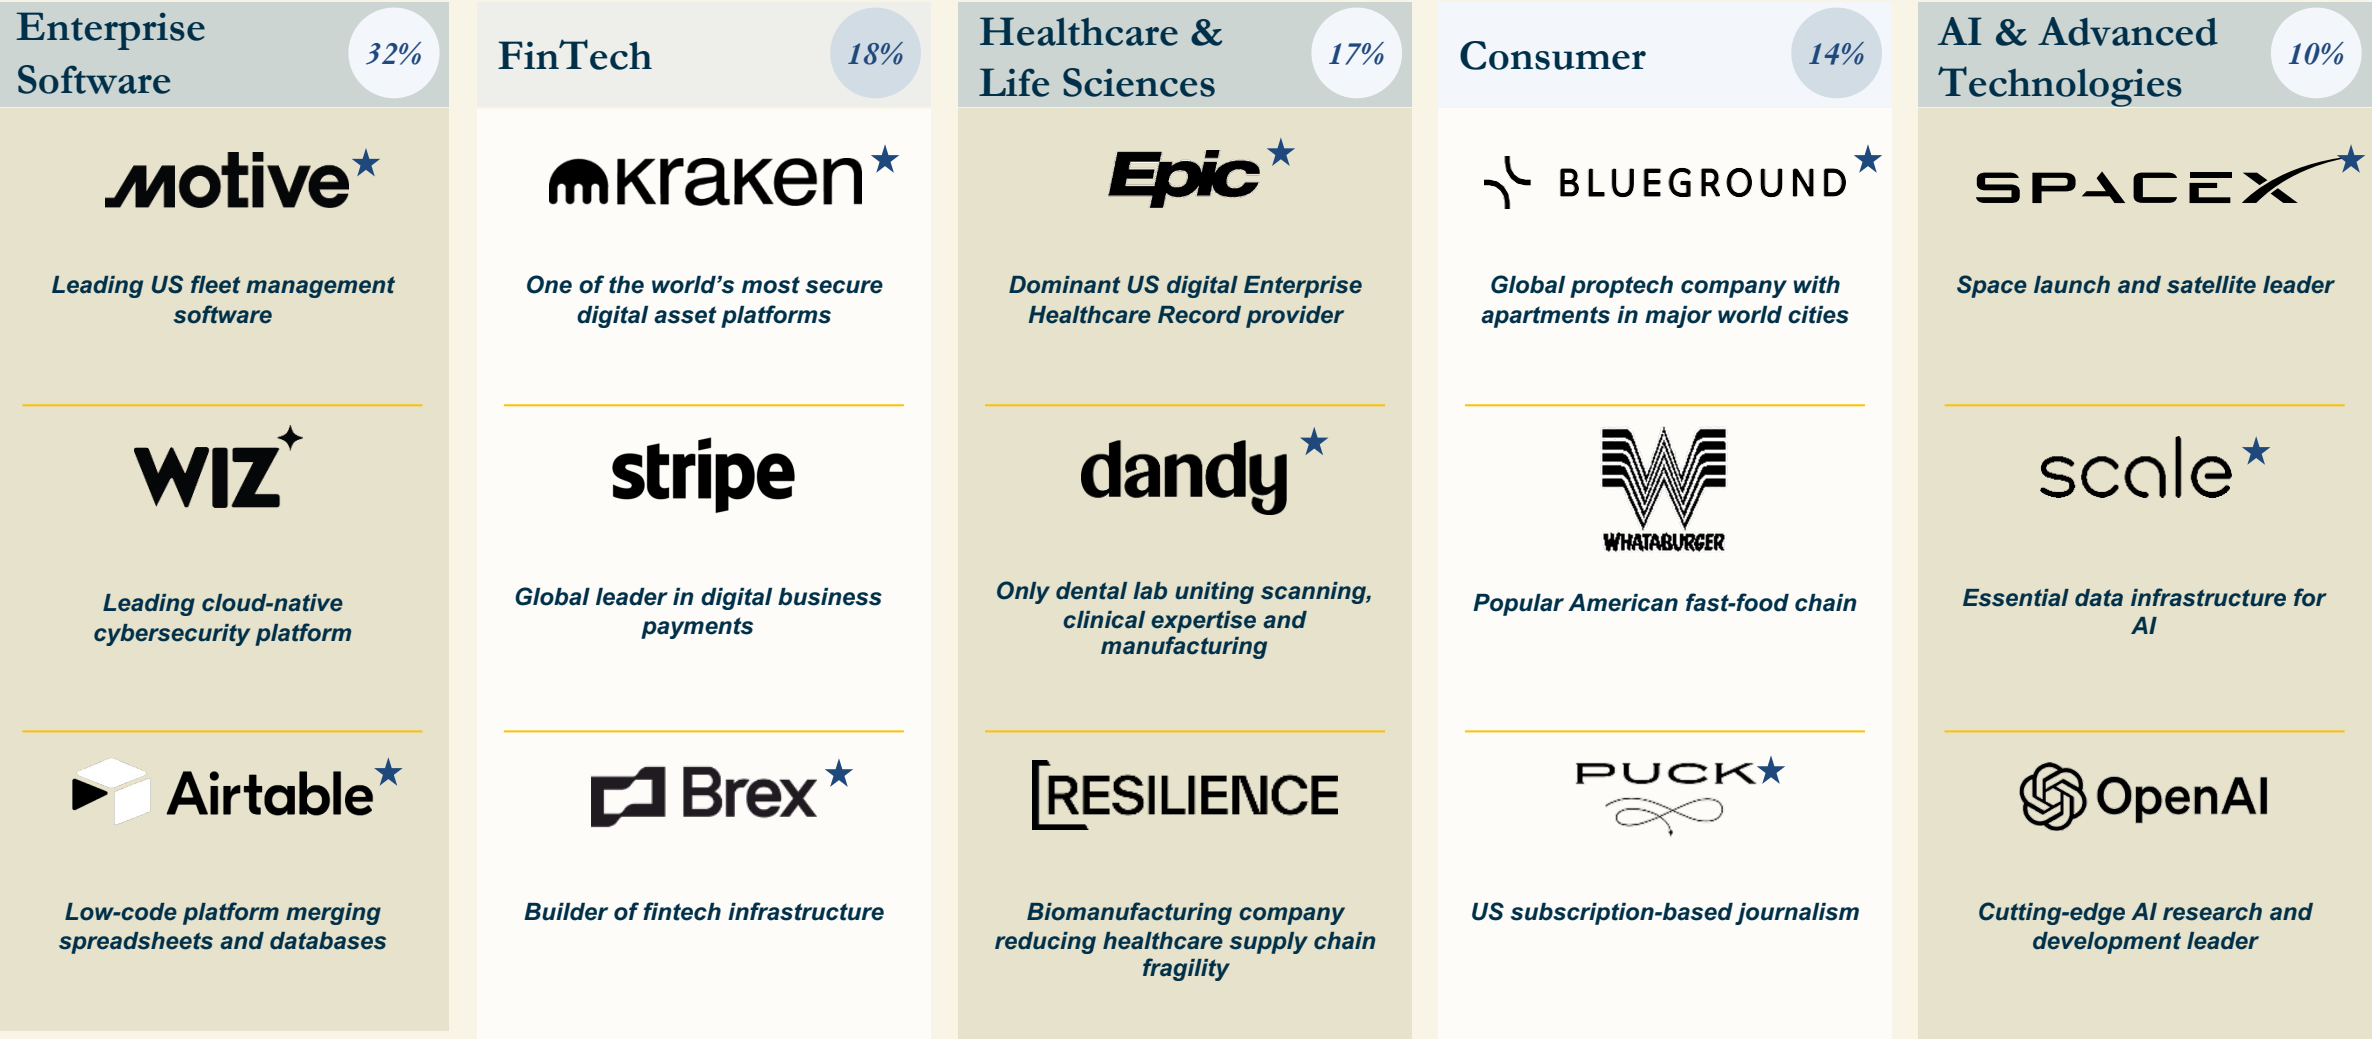 Enterprise
Software
32%
motive
Leading US fleet management
software
WIZ
Leading cloud-native
cybersecurity platform
Airtable
Low-code platform merging
spreadsheets and databases
FinTech
18%
kraken
One of the world’s most secure
digital asset platforms
stripe
Global leader in digital business
payments
Brex
Builder of fintech infrastructure
Healthcare &
Life Sciences
17%
Epic
Dominant US digital Enterprise
Healthcare Record provider
dandy
Only dental lab uniting scanning,
clinical expertise and
manufacturing
RESILIENCE
Biomanufacturing company
reducing healthcare supply chain
fragility
Consumer
14%
BLUEGROUND
Global proptech company with
apartments in major world cities
WHATABURGER
Popular American fast-food chain
PUCK
US subscription-based journalism
AI & Advanced
Technologies
10%
SPACEX
Space launch and satellite leader
scale
Essential data infrastructure for
AI
OpenAI
Cutting-edge AI research and
development leader